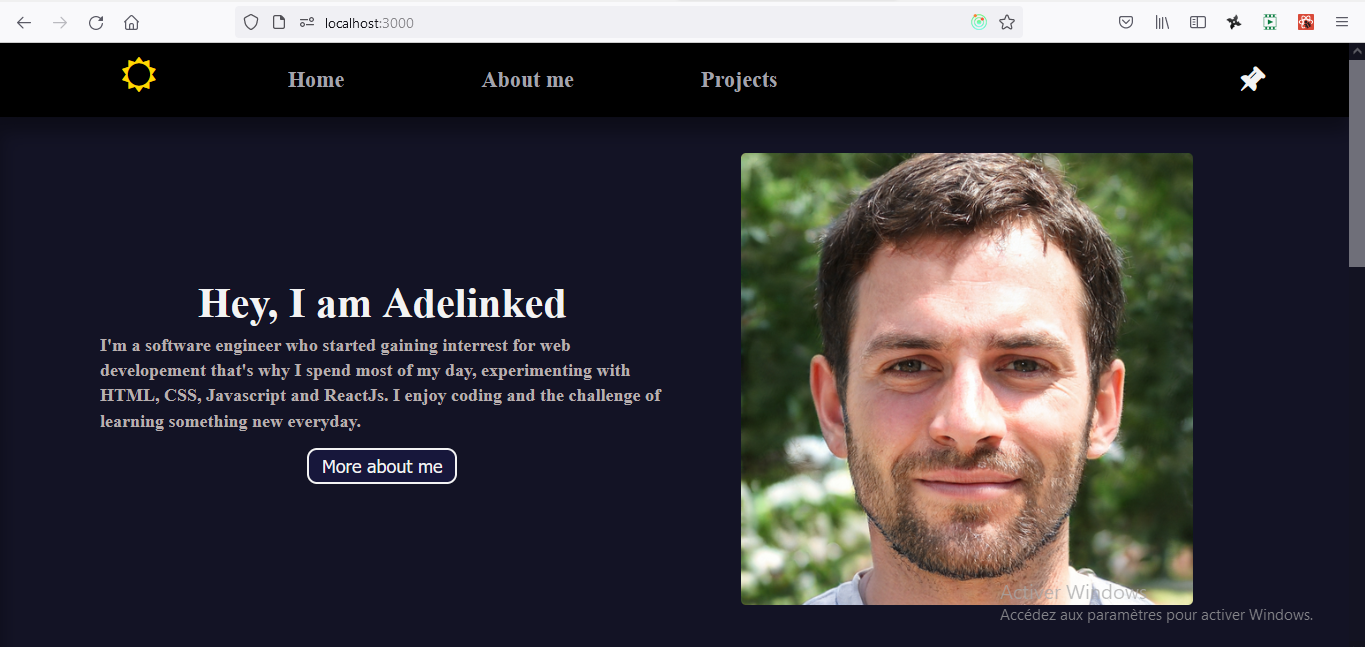 localhost:3000
Home About me Projects
Hey, I am Adelinked
I'm a software engineer who started gaining interrest for web
developement that's why I spend most of my day, experimenting with
HTML, CSS, Javascript and ReactJs. I enjoy coding and the challenge of
learning something new everyday.
More about me
Activer Windows
Accédez aux paramètres pour activer Windows.